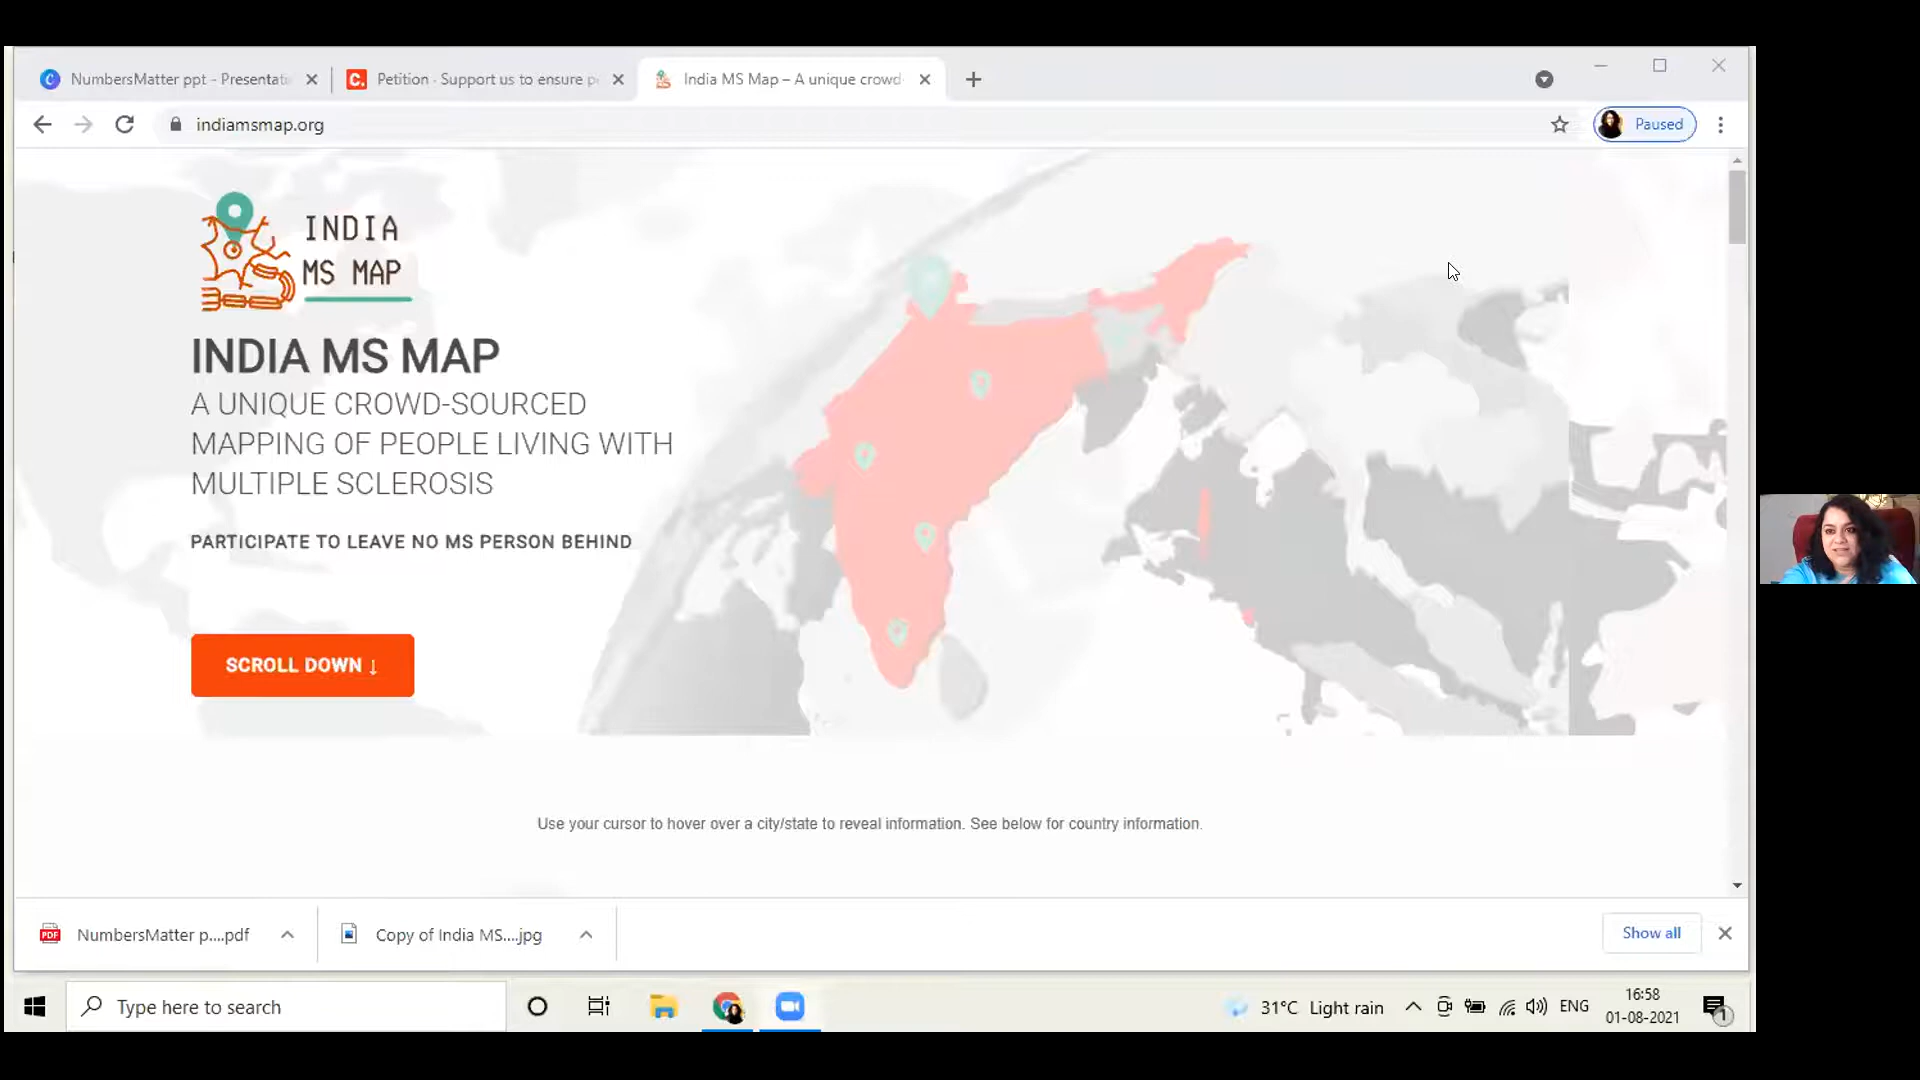 NumbersMatter ppt - Presentati
Petition · Support us to ensure p
India MS Map – A unique crowd
indiamsmap.org
Paused
INDIA
MS MAP
INDIA MS MAP
A UNIQUE CROWD-SOURCED
MAPPING OF PEOPLE LIVING WITH
MULTIPLE SCLEROSIS
PARTICIPATE TO LEAVE NO MS PERSON BEHIND
SCROLL DOWN ↓
Use your cursor to hover over a city/state to reveal information. See below for country information.
NumbersMatter p....pdf
Copy of India MS....jpg
Show all
Type here to search
31°C Light rain
ENG
16:58
01-08-2021
1